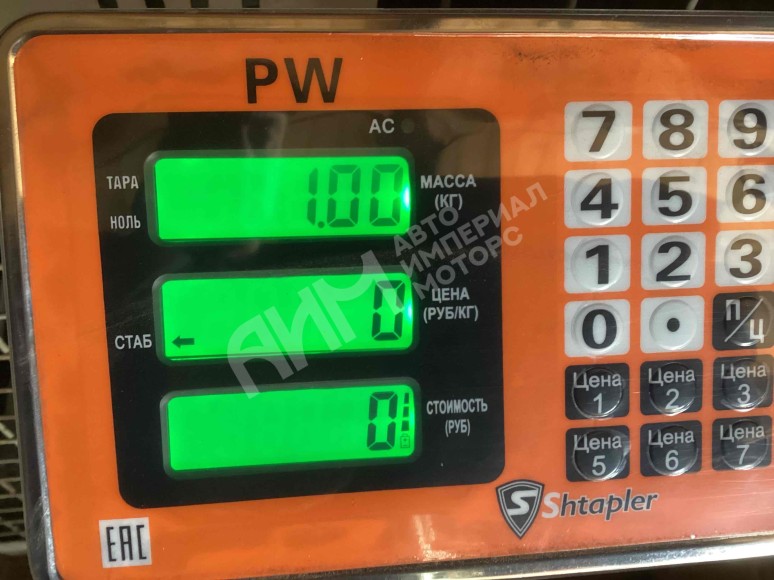 PW
AC
ТАРА
НОЛЬ
1.00
МАССА
(КГ)
СТАБ
0
ЦЕНА
(РУБ/КГ)
0
СТОИМОСТЬ
(РУБ)
7 8 9
4 5 6
1 2 3
0 • П/Ц
Цена 1 Цена 2 Цена 3
Цена 5 Цена 6 Цена 7
S Shtapler
EAC
АИМ АВТО
ИМПЕРИАЛ
МОТОРС